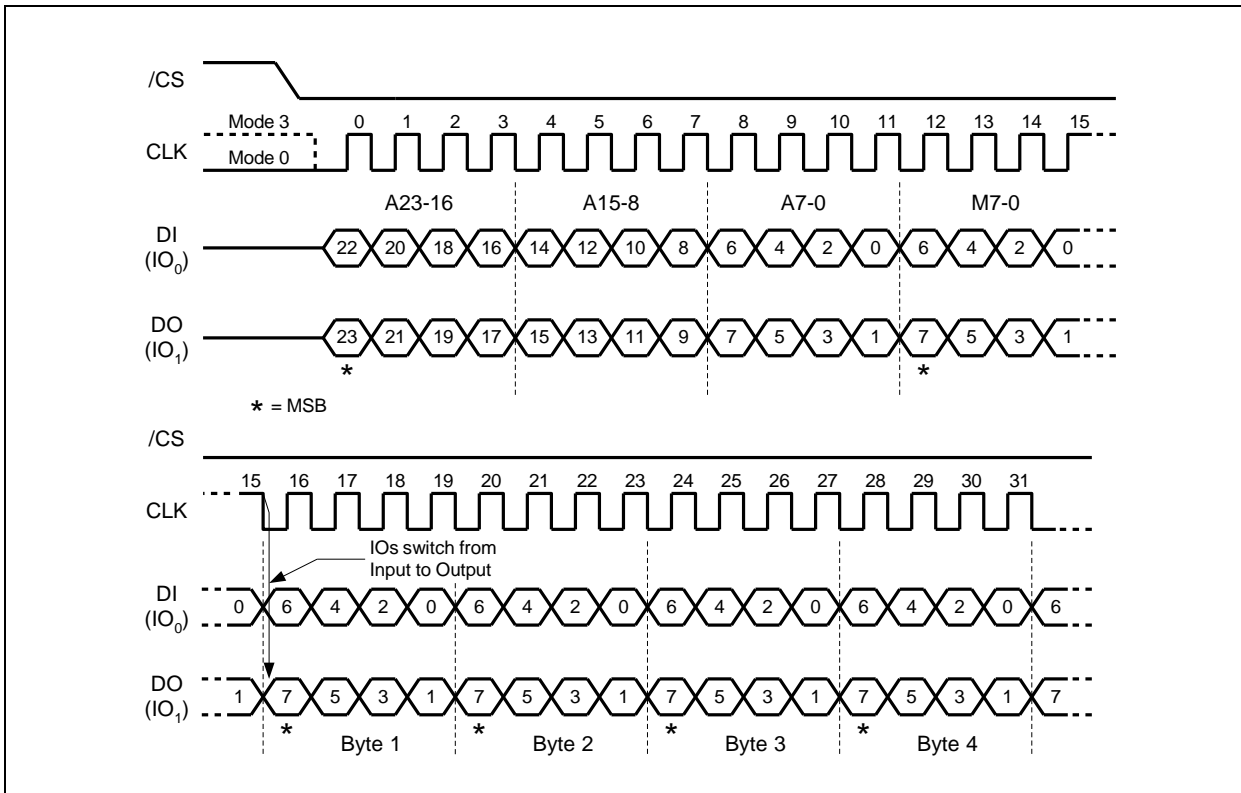 /CS
Mode 3 0 1 2 3 4 5 6 7 8 9 10 11 12 13 14 15
CLK
Mode 0
A23-16 A15-8 A7-0 M7-0
DI
(IO0) 22 20 18 16 14 12 10 8 6 4 2 0 6 4 2 0
DO
(IO1) 23 21 19 17 15 13 11 9 7 5 3 1 7 5 3 1
* *
* = MSB
/CS
15 16 17 18 19 20 21 22 23 24 25 26 27 28 29 30 31
CLK
IOs switch from
Input to Output
DI
(IO0) 0 6 4 2 0 6 4 2 0 6 4 2 0 6 4 2 0 6
DO
(IO1) 1 7 5 3 1 7 5 3 1 7 5 3 1 7 5 3 1 7
* * * *
Byte 1 Byte 2 Byte 3 Byte 4